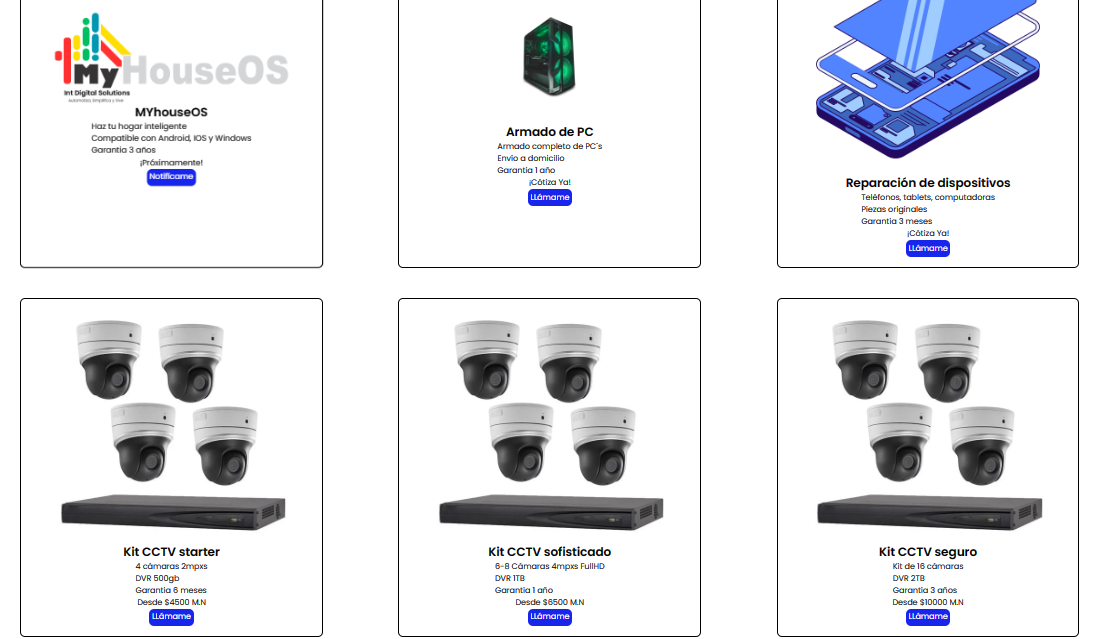 MyHouseOS
Int Digital Solutions
Automatiza, Simplifica y Vive
MYhouseOS
Haz tu hogar inteligente
Compatible con Android, IOS y Windows
Garantia 3 años
¡Próximamente!
Notifícame
Armado de PC
Armado completo de PC´s
Envio a domicilio
Garantia 1 año
¡Cótiza Ya!
LLámame
Reparación de dispositivos
Teléfonos, tablets, computadoras
Piezas originales
Garantia 3 meses
¡Cótiza Ya!
LLámame
Kit CCTV starter
4 cámaras 2mpxs
DVR 500gb
Garantia 6 meses
Desde $4500 M.N
LLámame
Kit CCTV sofisticado
6-8 Cámaras 4mpxs FullHD
DVR 1TB
Garantia 1 año
Desde $6500 M.N
LLámame
Kit CCTV seguro
Kit de 16 cámaras
DVR 2TB
Garantia 3 años
Desde $10000 M.N
LLámame